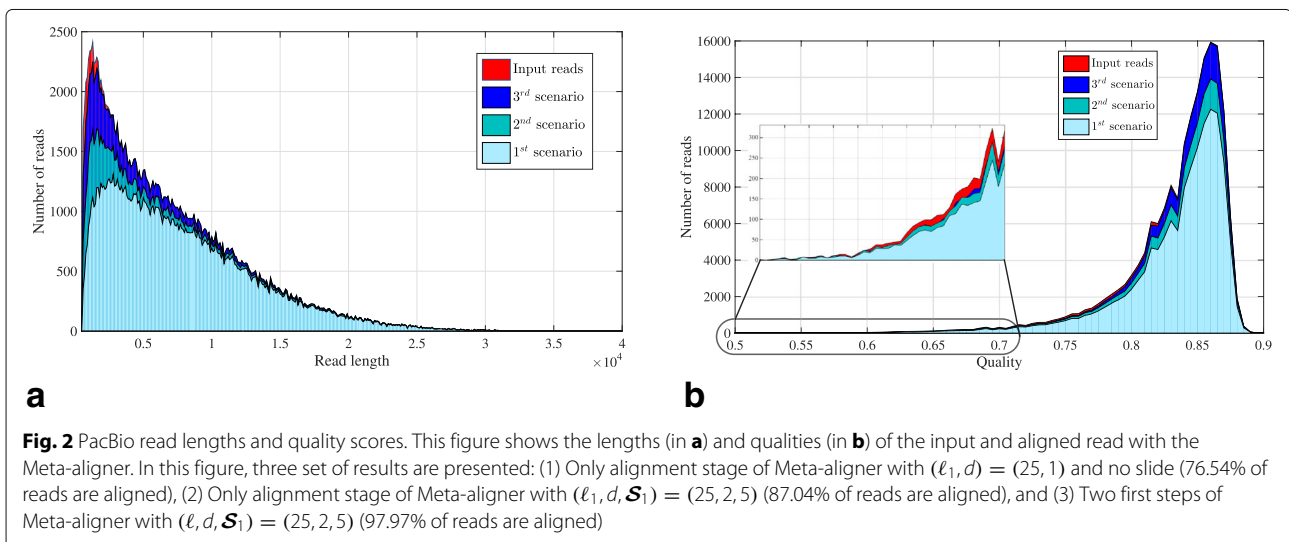 2500
2000
1500
1000
500
0
Number of reads
0.5 1 1.5 2 2.5 3 3.5 4
×10⁴
Read length
Input reads
3rd scenario
2nd scenario
1st scenario
a
16000
14000
12000
10000
8000
6000
4000
2000
0
Number of reads
300
250
200
150
100
50
0
0.5 0.55 0.6 0.65 0.7 0.75 0.8 0.85 0.9
Quality
Input reads
3rd scenario
2nd scenario
1st scenario
b
Fig. 2 PacBio read lengths and quality scores. This figure shows the lengths (in a) and qualities (in b) of the input and aligned read with the
Meta-aligner. In this figure, three set of results are presented: (1) Only alignment stage of Meta-aligner with (ℓ₁, d) = (25, 1) and no slide (76.54% of
reads are aligned), (2) Only alignment stage of Meta-aligner with (ℓ₁, d, 𝓢₁) = (25, 2, 5) (87.04% of reads are aligned), and (3) Two first steps of
Meta-aligner with (ℓ, d, 𝓢₁) = (25, 2, 5) (97.97% of reads are aligned)